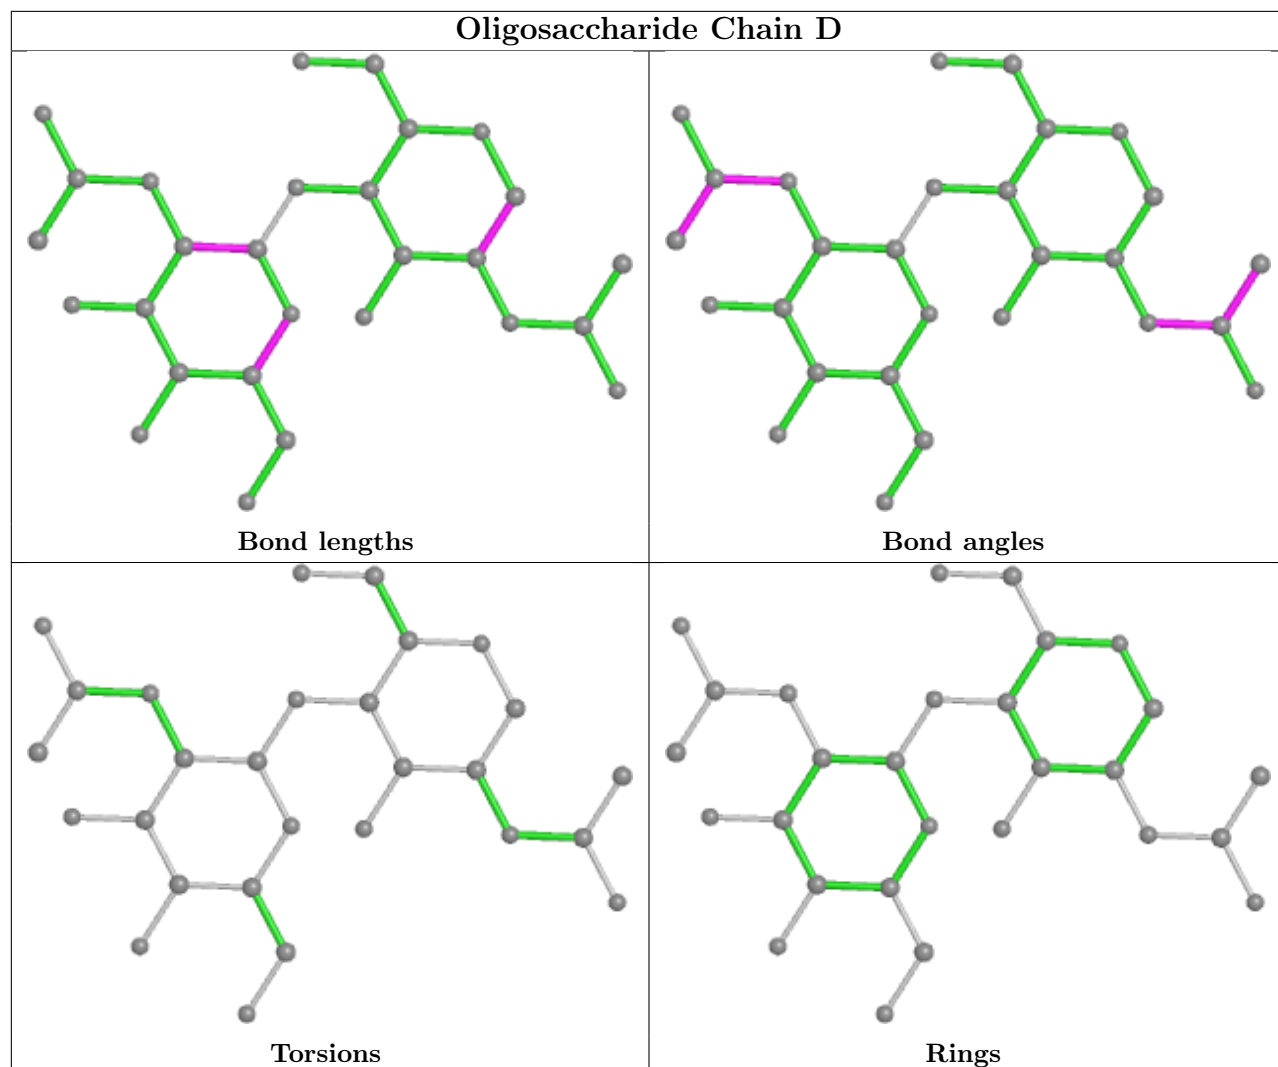 Oligosaccharide Chain D
Bond lengths
Bond angles
Torsions
Rings